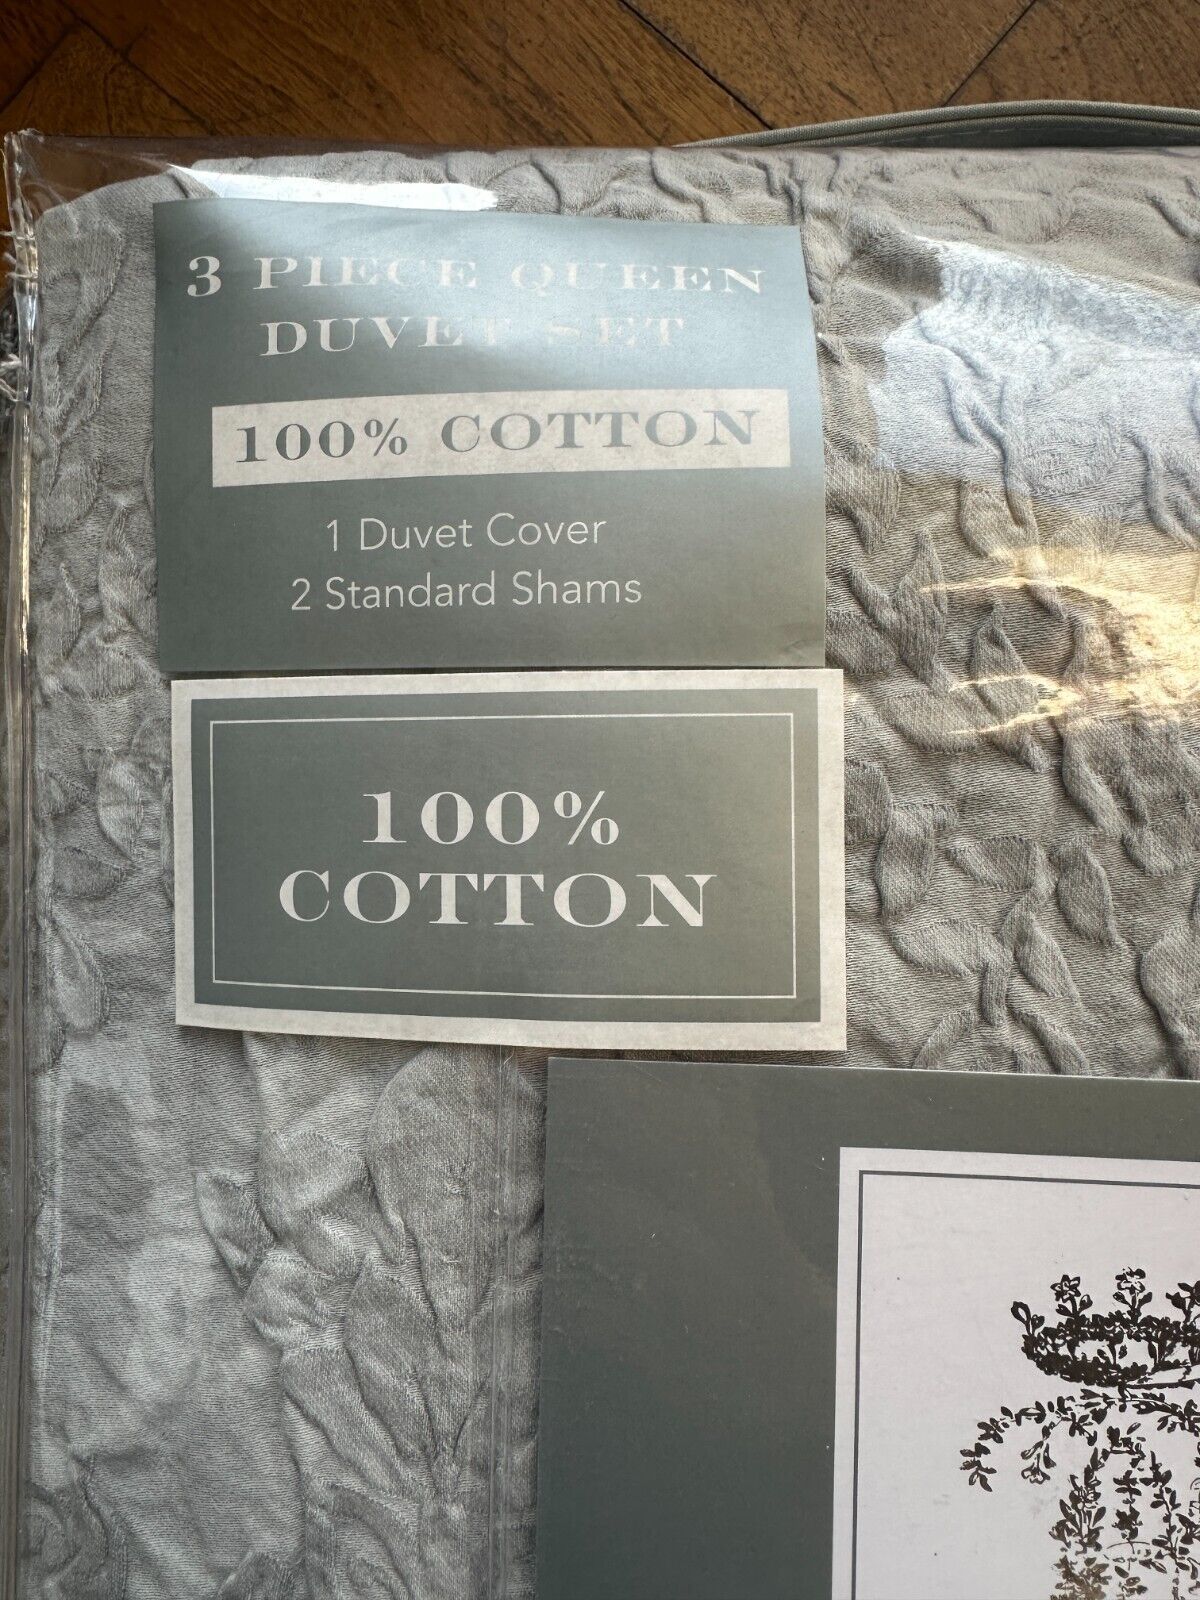 3 PIECE QUEEN
DUVET SET
100% COTTON
1 Duvet Cover
2 Standard Shams
100%
COTTON